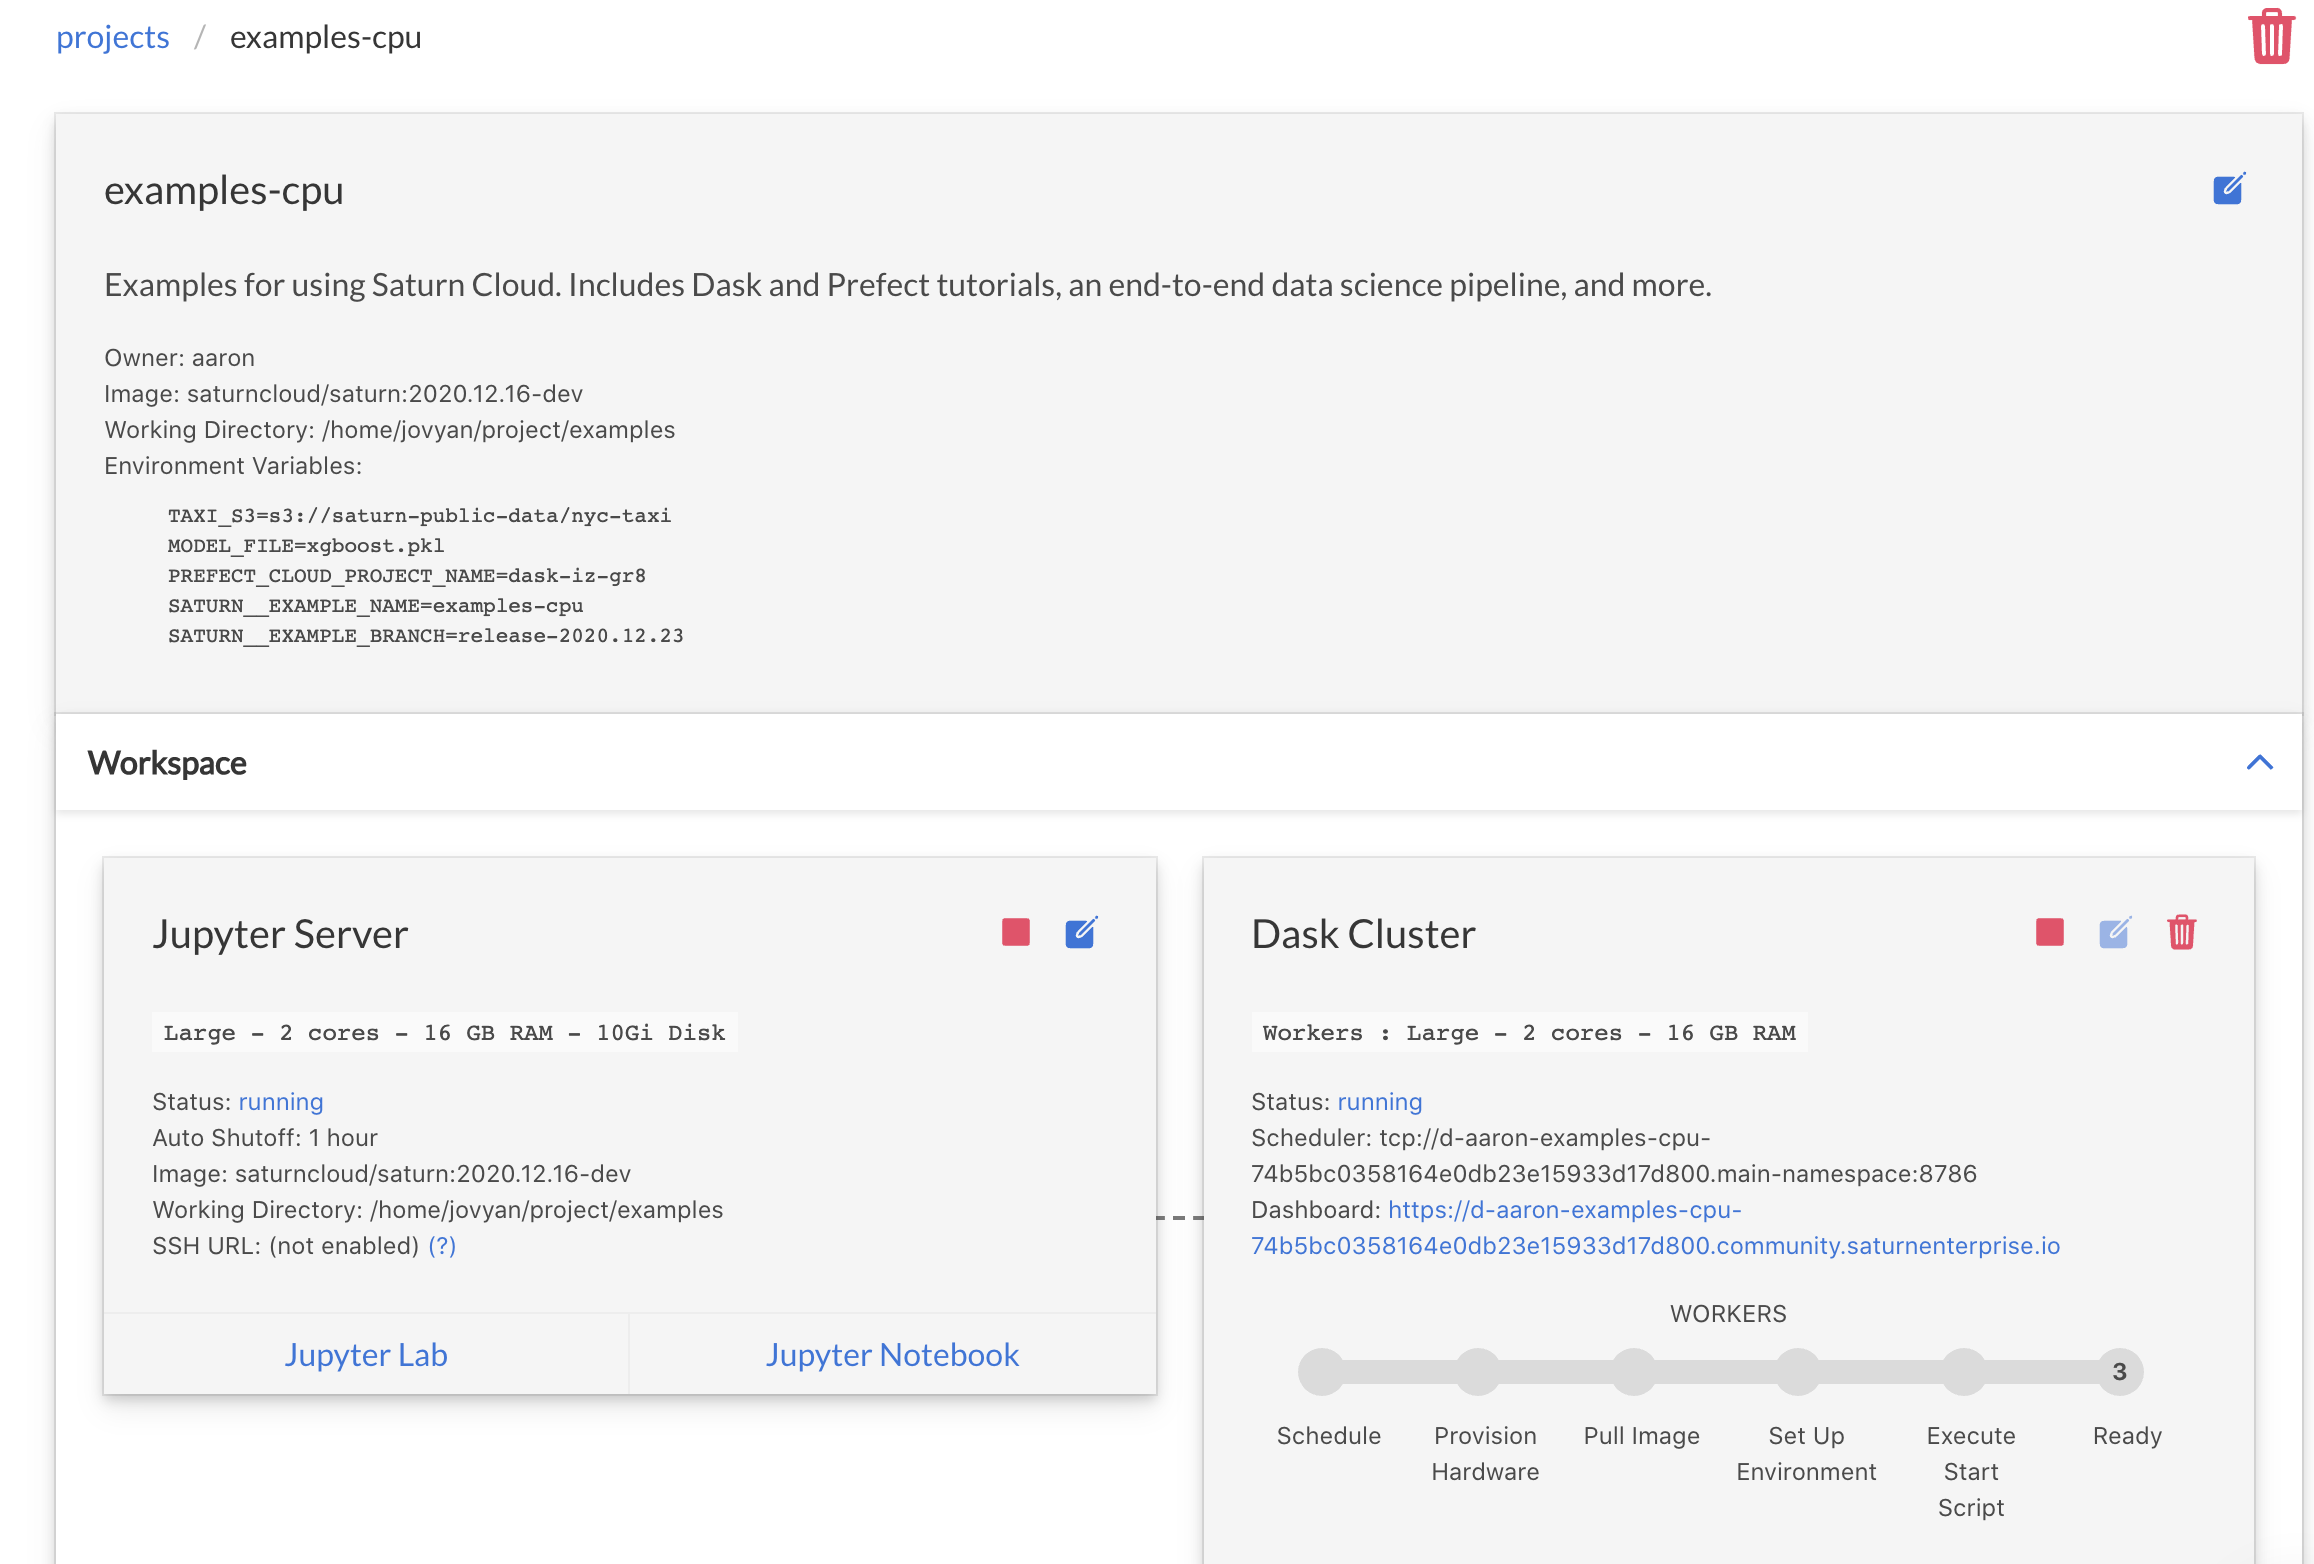 projects / examples-cpu
examples-cpu
Examples for using Saturn Cloud. Includes Dask and Prefect tutorials, an end-to-end data science pipeline, and more.
Owner: aaron
Image: saturncloud/saturn:2020.12.16-dev
Working Directory: /home/jovyan/project/examples
Environment Variables:
TAXI_S3=s3://saturn-public-data/nyc-taxi
MODEL_FILE=xgboost.pkl
PREFECT_CLOUD_PROJECT_NAME=dask-iz-gr8
SATURN__EXAMPLE_NAME=examples-cpu
SATURN__EXAMPLE_BRANCH=release-2020.12.23
Workspace
Jupyter Server
Large - 2 cores - 16 GB RAM - 10Gi Disk
Status: running
Auto Shutoff: 1 hour
Image: saturncloud/saturn:2020.12.16-dev
Working Directory: /home/jovyan/project/examples
SSH URL: (not enabled) (?)
Jupyter Lab
Jupyter Notebook
Dask Cluster
Workers : Large - 2 cores - 16 GB RAM
Status: running
Scheduler: tcp://d-aaron-examples-cpu-
74b5bc0358164e0db23e15933d17d800.main-namespace:8786
Dashboard: https://d-aaron-examples-cpu-
74b5bc0358164e0db23e15933d17d800.community.saturnenterprise.io
WORKERS
3
Schedule
Provision
Hardware
Pull Image
Set Up
Environment
Execute
Start
Script
Ready